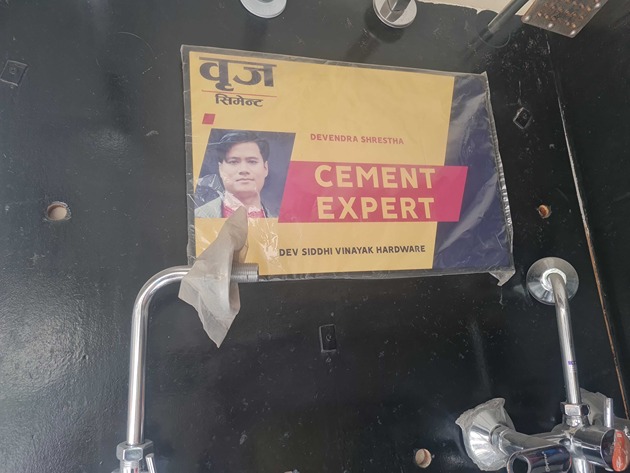 वृज
सिमेन्ट
DEVENDRA SHRESTHA
CEMENT
EXPERT
DEV SIDDHI VINAYAK HARDWARE